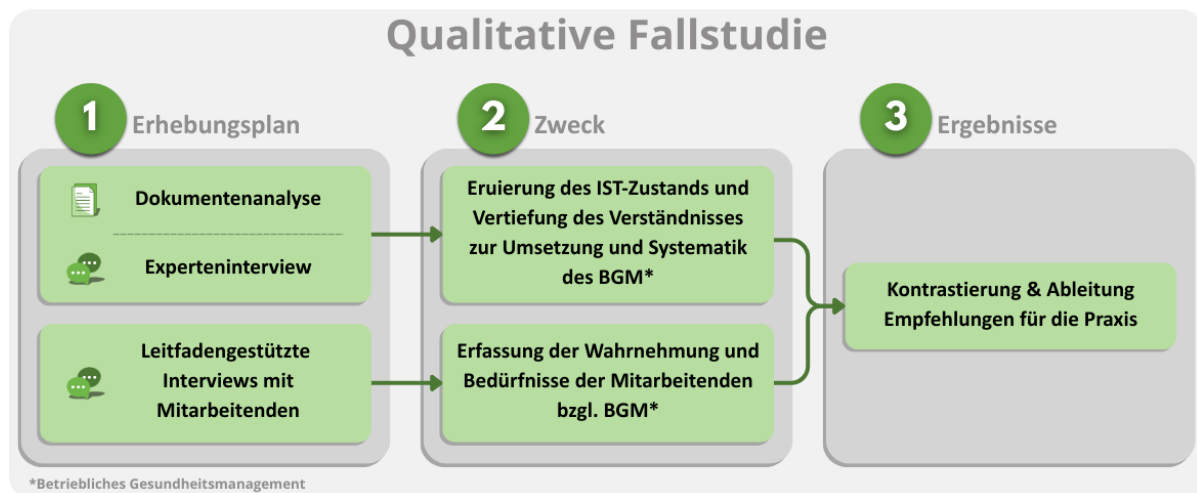 Qualitative Fallstudie
1 Erhebungsplan
Dokumentenanalyse
Experteninterview
Leitfadengestützte
Interviews mit
Mitarbeitenden
2 Zweck
Eruierung des IST-Zustands und
Vertiefung des Verständnisses
zur Umsetzung und Systematik
des BGM*
Erfassung der Wahrnehmung und
Bedürfnisse der Mitarbeitenden
bzgl. BGM*
3 Ergebnisse
Kontrastierung & Ableitung
Empfehlungen für die Praxis
*Betriebliches Gesundheitsmanagement